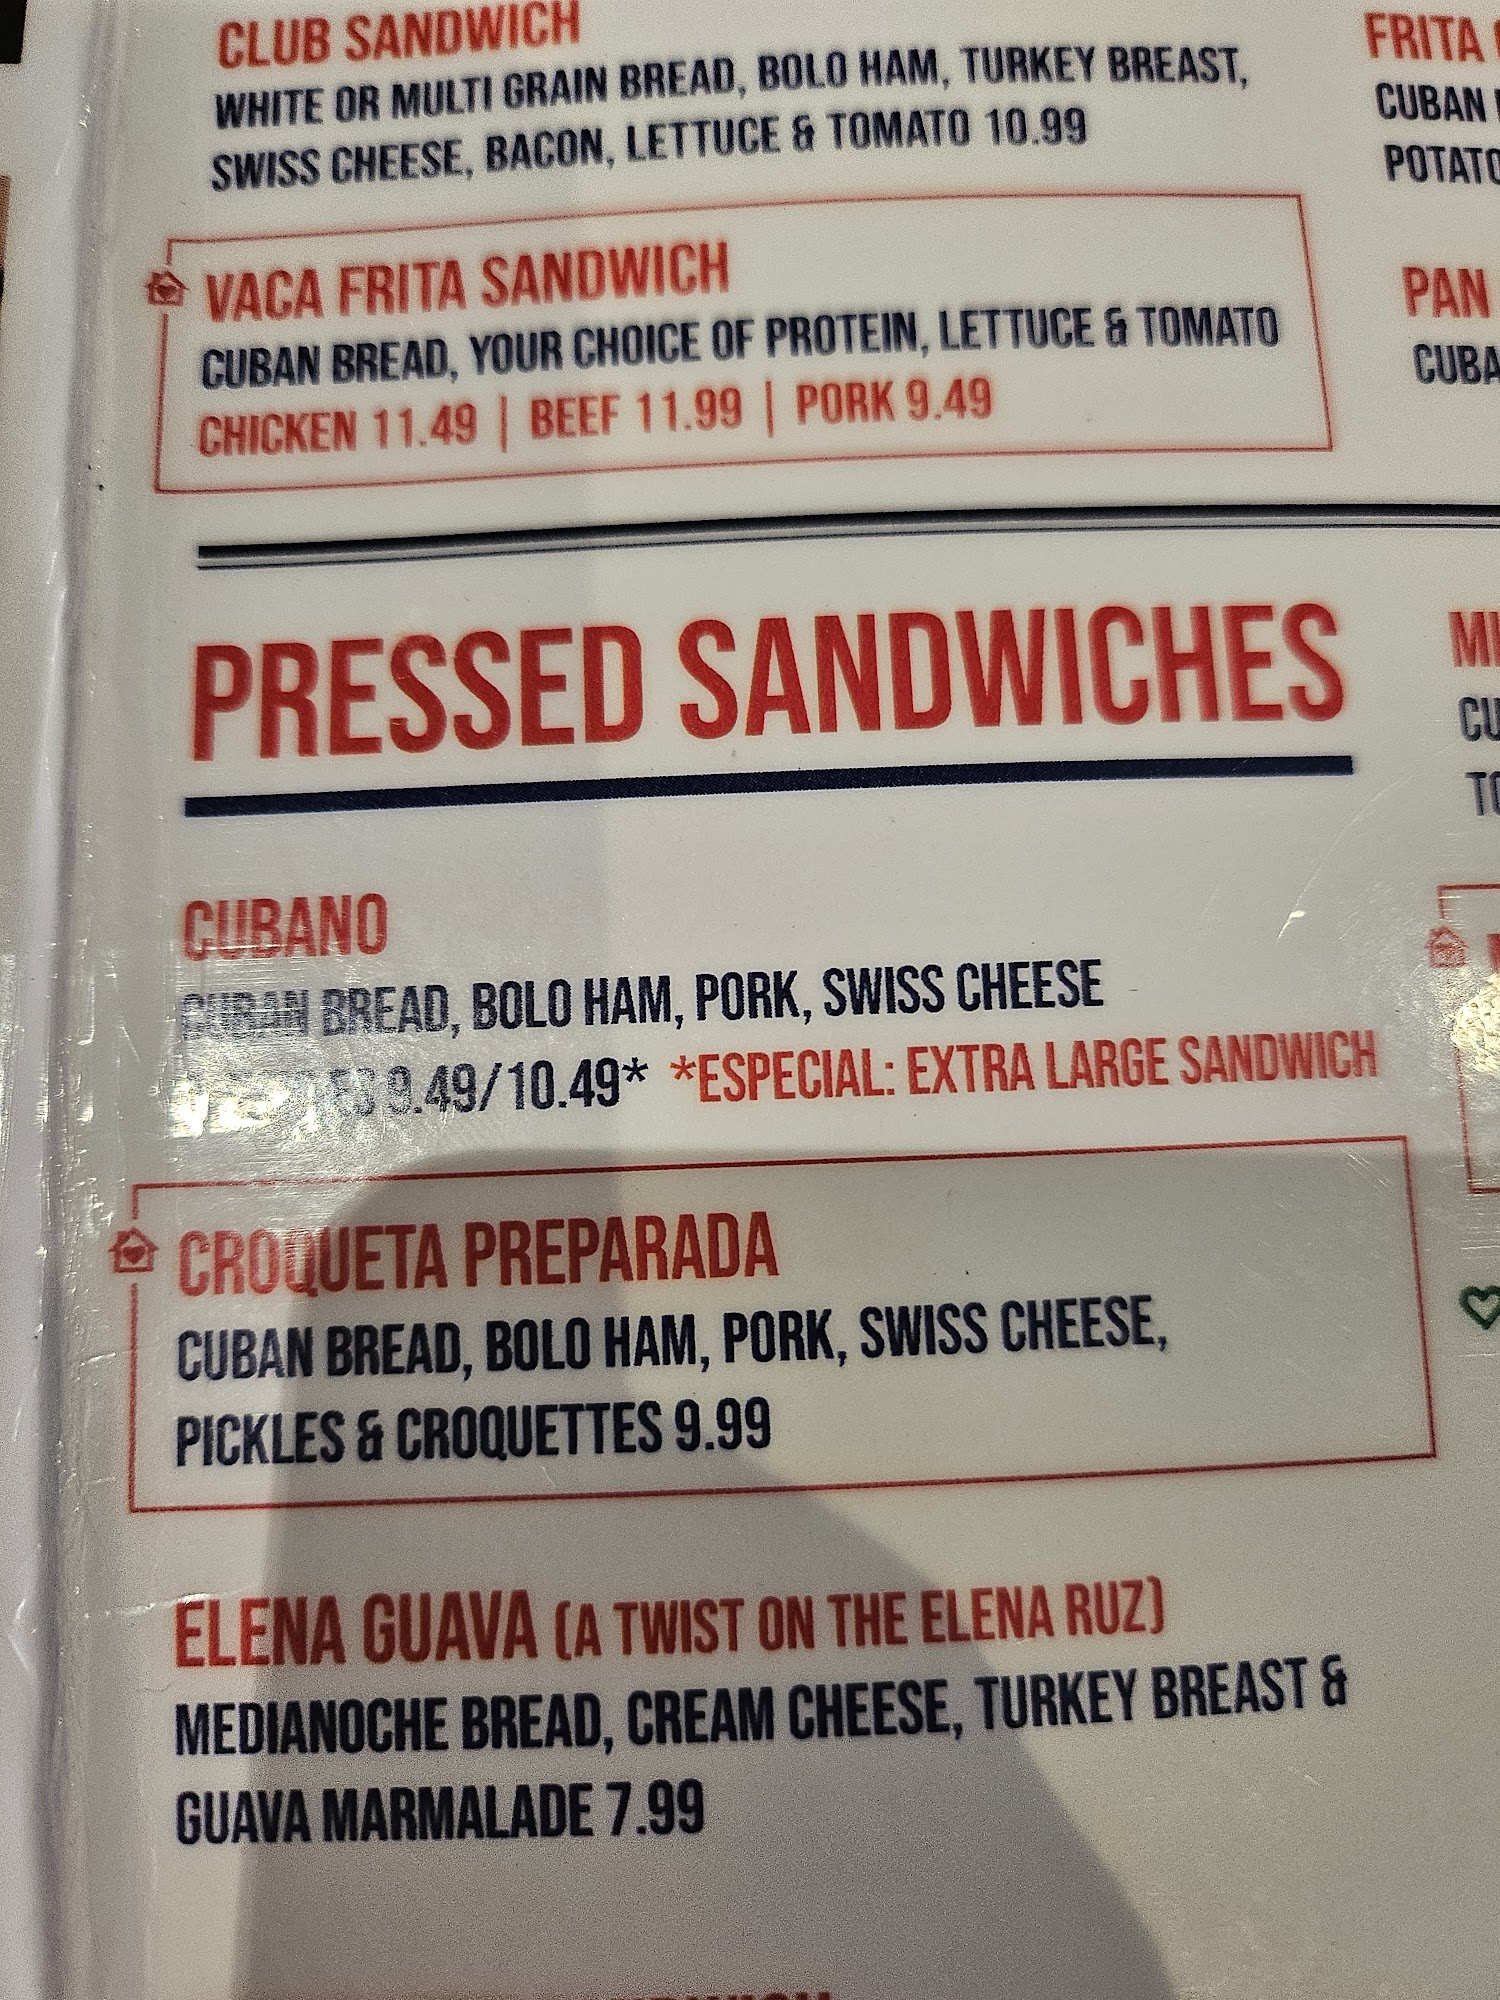 CLUB SANDWICH
WHITE OR MULTI GRAIN BREAD, BOLO HAM, TURKEY BREAST,
SWISS CHEESE, BACON, LETTUCE & TOMATO 10.99
VACA FRITA SANDWICH
CUBAN BREAD, YOUR CHOICE OF PROTEIN, LETTUCE & TOMATO
CHICKEN 11.49 | BEEF 11.99 | PORK 9.49
PRESSED SANDWICHES
CUBANO
CUBAN BREAD, BOLO HAM, PORK, SWISS CHEESE
9.49/10.49* *ESPECIAL: EXTRA LARGE SANDWICH
CROQUETA PREPARADA
CUBAN BREAD, BOLO HAM, PORK, SWISS CHEESE,
PICKLES & CROQUETTES 9.99
ELENA GUAVA (A TWIST ON THE ELENA RUZ)
MEDIANOCHE BREAD, CREAM CHEESE, TURKEY BREAST &
GUAVA MARMALADE 7.99
FRITA
CUBAN
PAN